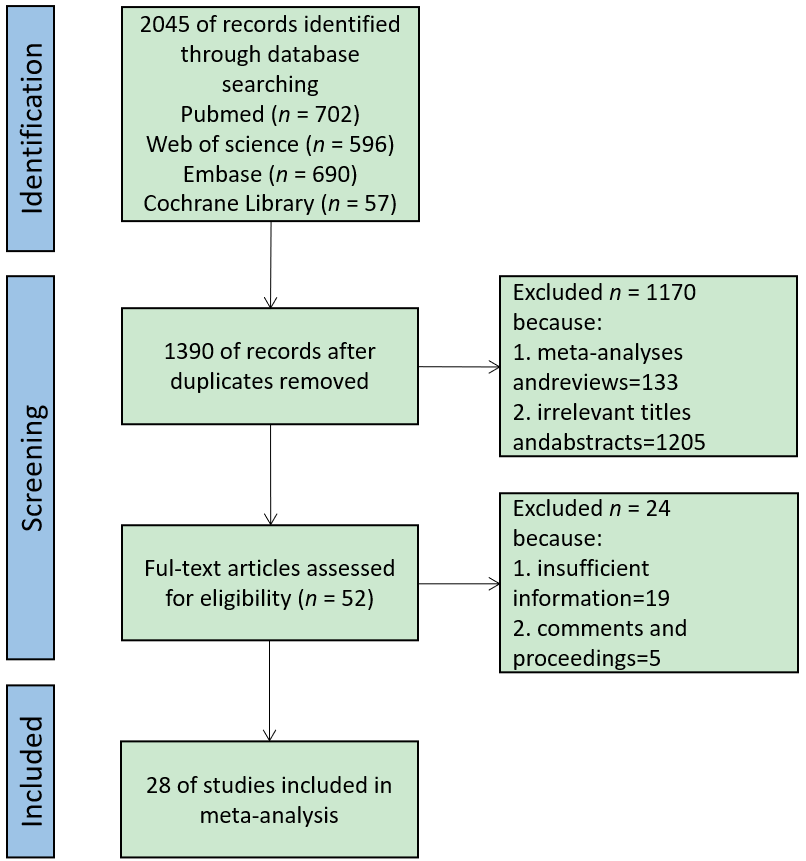 Identification
2045 of records identified
through database
searching
Pubmed (n = 702)
Web of science (n = 596)
Embase (n = 690)
Cochrane Library (n = 57)
Screening
1390 of records after
duplicates removed
Excluded n = 1170
because:
1. meta-analyses
andreviews=133
2. irrelevant titles
andabstracts=1205
Ful-text articles assessed
for eligibility (n = 52)
Excluded n = 24
because:
1. insufficient
information=19
2. comments and
proceedings=5
Included
28 of studies included in
meta-analysis